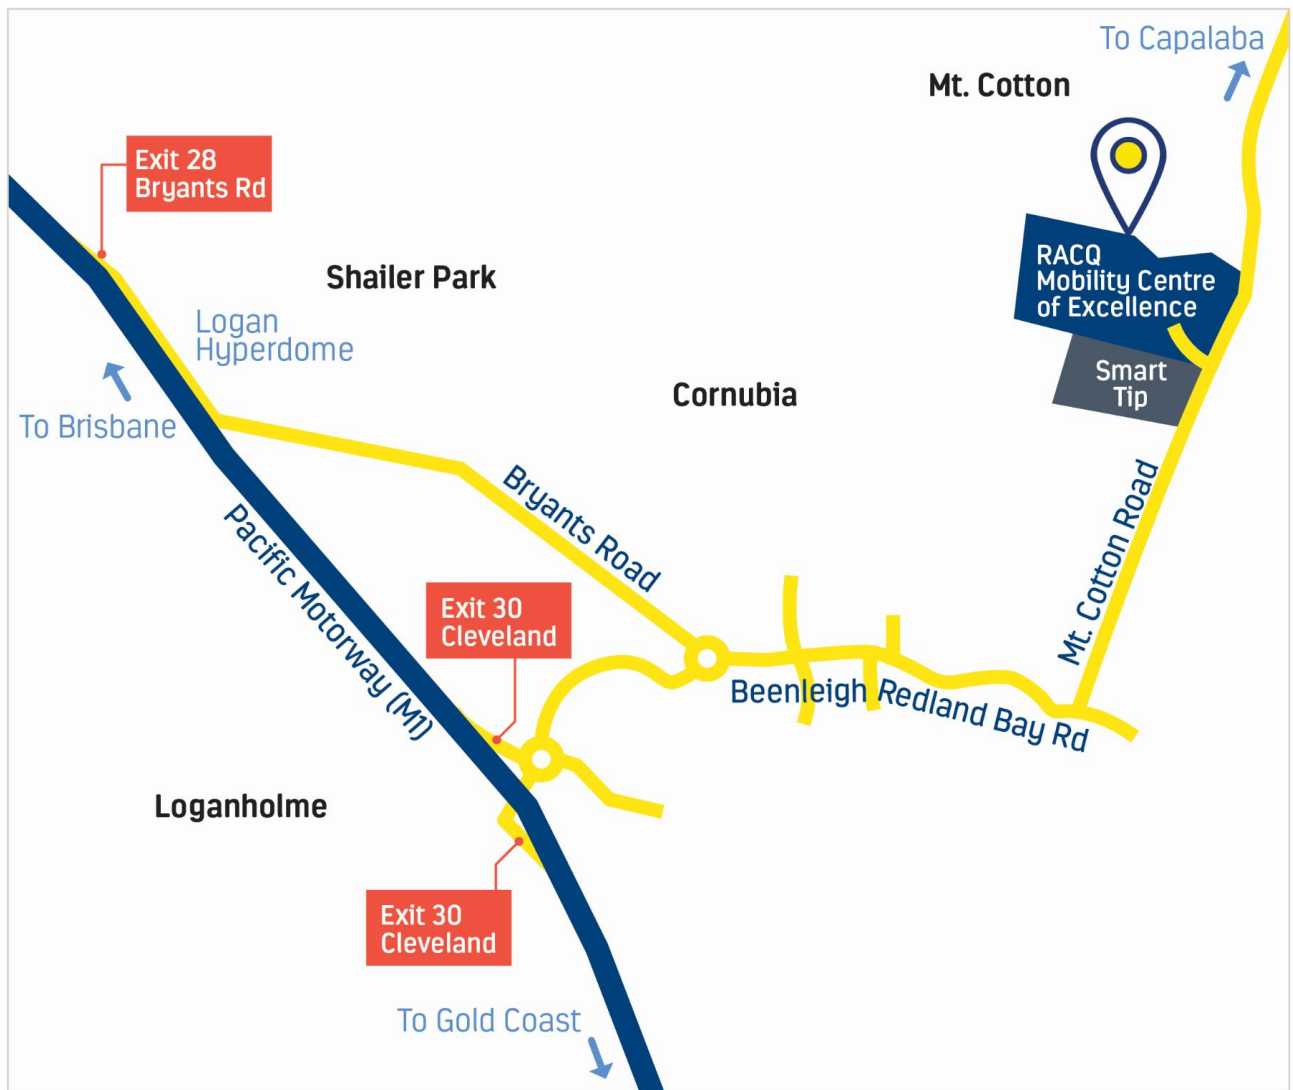 To Capalaba
Mt. Cotton
Exit 28
Bryants Rd
Shailer Park
RACQ
Mobility Centre
of Excellence
Logan
Hyperdome
Smart
Tip
Cornubia
To Brisbane
Bryants Road
Mt. Cotton Road
Pacific Motorway (M1)
Exit 30
Cleveland
Beenleigh Redland Bay Rd
Loganholme
Exit 30
Cleveland
To Gold Coast